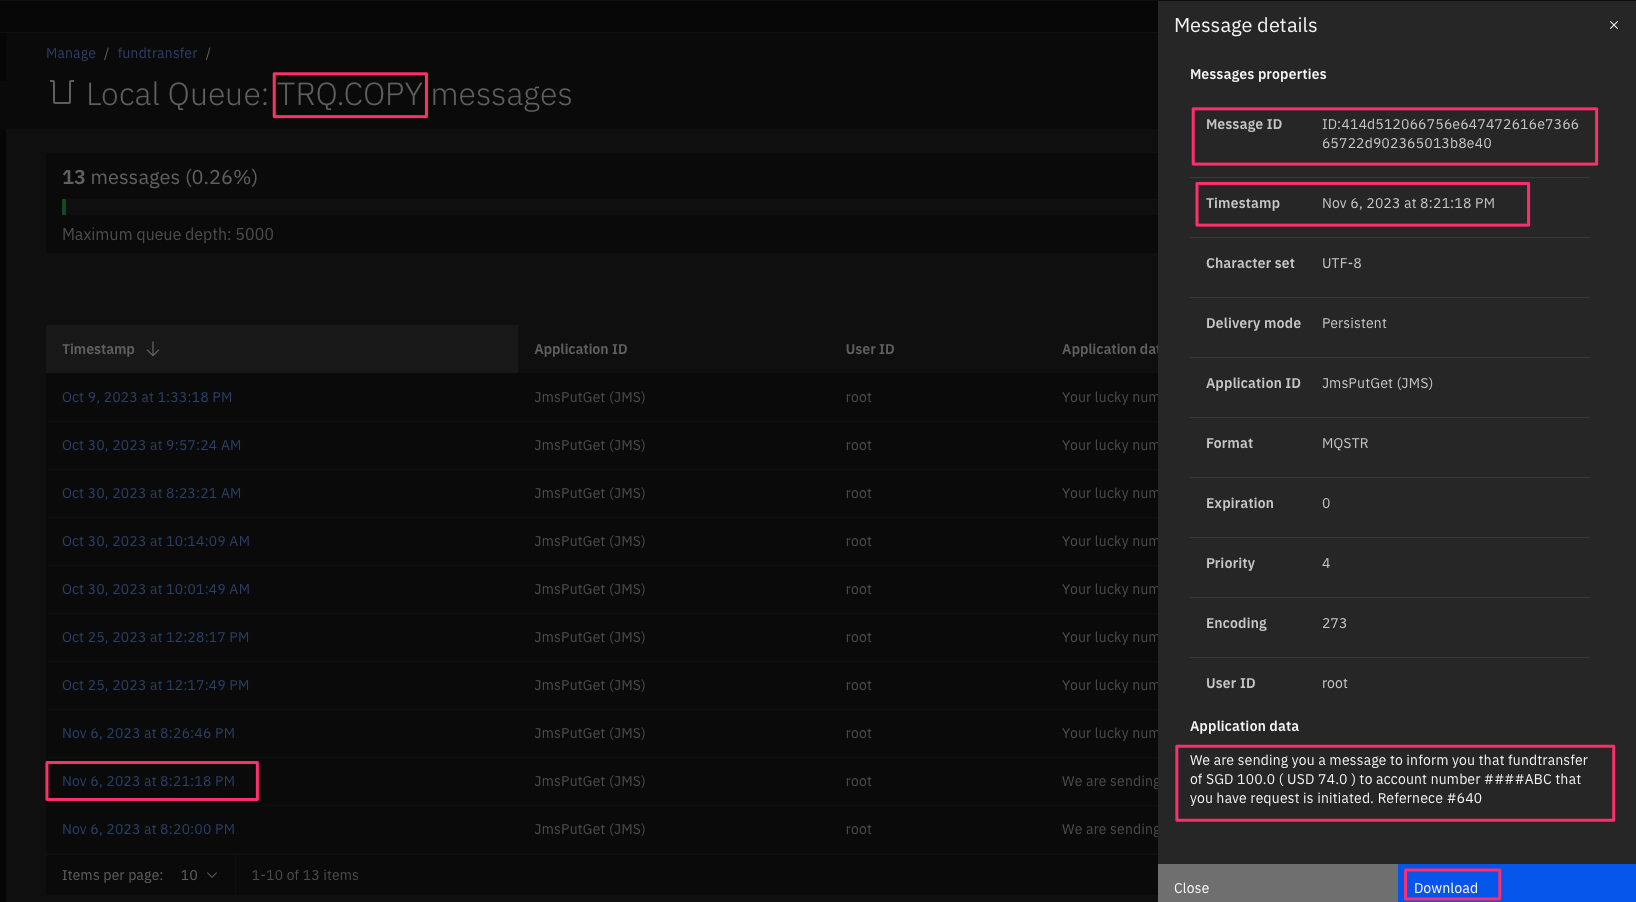 Manage / fundtransfer /
Local Queue: TRQ.COPY messages
13 messages (0.26%)
Maximum queue depth: 5000
Timestamp Application ID User ID Application dat
Oct 9, 2023 at 1:33:18 PM JmsPutGet (JMS) root Your lucky num
Oct 30, 2023 at 9:57:24 AM JmsPutGet (JMS) root Your lucky num
Oct 30, 2023 at 8:23:21 AM JmsPutGet (JMS) root Your lucky num
Oct 30, 2023 at 10:14:09 AM JmsPutGet (JMS) root Your lucky num
Oct 30, 2023 at 10:01:49 AM JmsPutGet (JMS) root Your lucky num
Oct 25, 2023 at 12:28:17 PM JmsPutGet (JMS) root Your lucky num
Oct 25, 2023 at 12:17:49 PM JmsPutGet (JMS) root Your lucky num
Nov 6, 2023 at 8:26:46 PM JmsPutGet (JMS) root Your lucky num
Nov 6, 2023 at 8:21:18 PM JmsPutGet (JMS) root We are sending
Nov 6, 2023 at 8:20:00 PM JmsPutGet (JMS) root We are sending
Items per page: 10 1-10 of 13 items
Message details
Messages properties
Message ID ID:414d512066756e647472616e7366
65722d902365013b8e40
Timestamp Nov 6, 2023 at 8:21:18 PM
Character set UTF-8
Delivery mode Persistent
Application ID JmsPutGet (JMS)
Format MQSTR
Expiration 0
Priority 4
Encoding 273
User ID root
Application data
We are sending you a message to inform you that fundtransfer
of SGD 100.0 ( USD 74.0 ) to account number ####ABC that
you have request is initiated. Refernece #640
Close Download